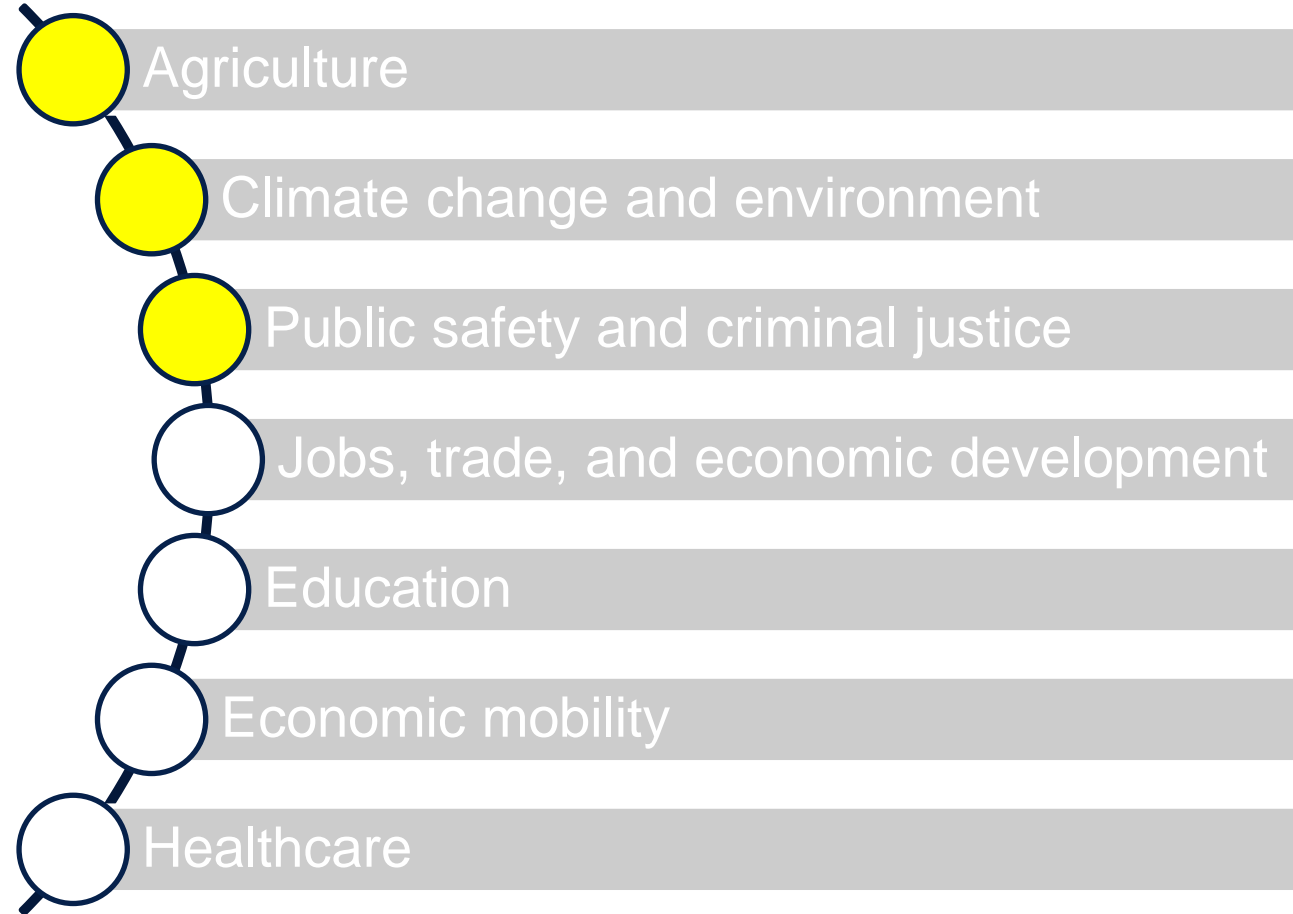 Agriculture
Climate change and environment
Public safety and criminal justice
Jobs, trade, and economic development
Education
Economic mobility
Healthcare